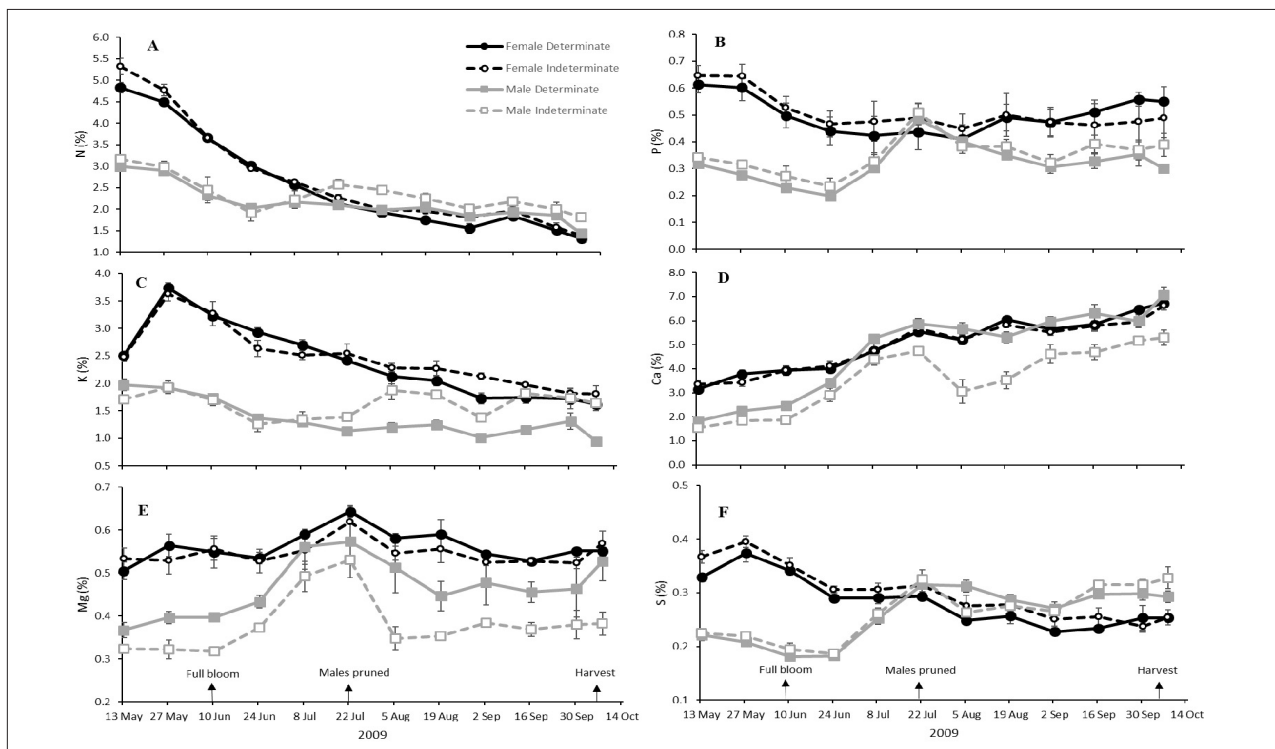 A
N (%)
6.0
5.5
5.0
4.5
4.0
3.5
3.0
2.5
2.0
1.5
1.0
Female Determinate
Female Indeterminate
Male Determinate
Male Indeterminate
B
P (%)
0.8
0.7
0.6
0.5
0.4
0.3
0.2
0.1
0.0
C
K (%)
4.0
3.5
3.0
2.5
2.0
1.5
1.0
0.5
D
Ca (%)
8.0
7.0
6.0
5.0
4.0
3.0
2.0
1.0
0.0
E
Mg (%)
0.7
0.6
0.5
0.4
0.3
0.2
Full bloom
Males pruned
Harvest
13 May
27 May
10 Jun
24 Jun
8 Jul
22 Jul
5 Aug
19 Aug
2 Sep
16 Sep
30 Sep
14 Oct
2009
F
S (%)
0.5
0.4
0.3
0.2
0.1
Full bloom
Males pruned
Harvest
13 May
27 May
10 Jun
24 Jun
8 Jul
22 Jul
5 Aug
19 Aug
2 Sep
16 Sep
30 Sep
14 Oct
2009